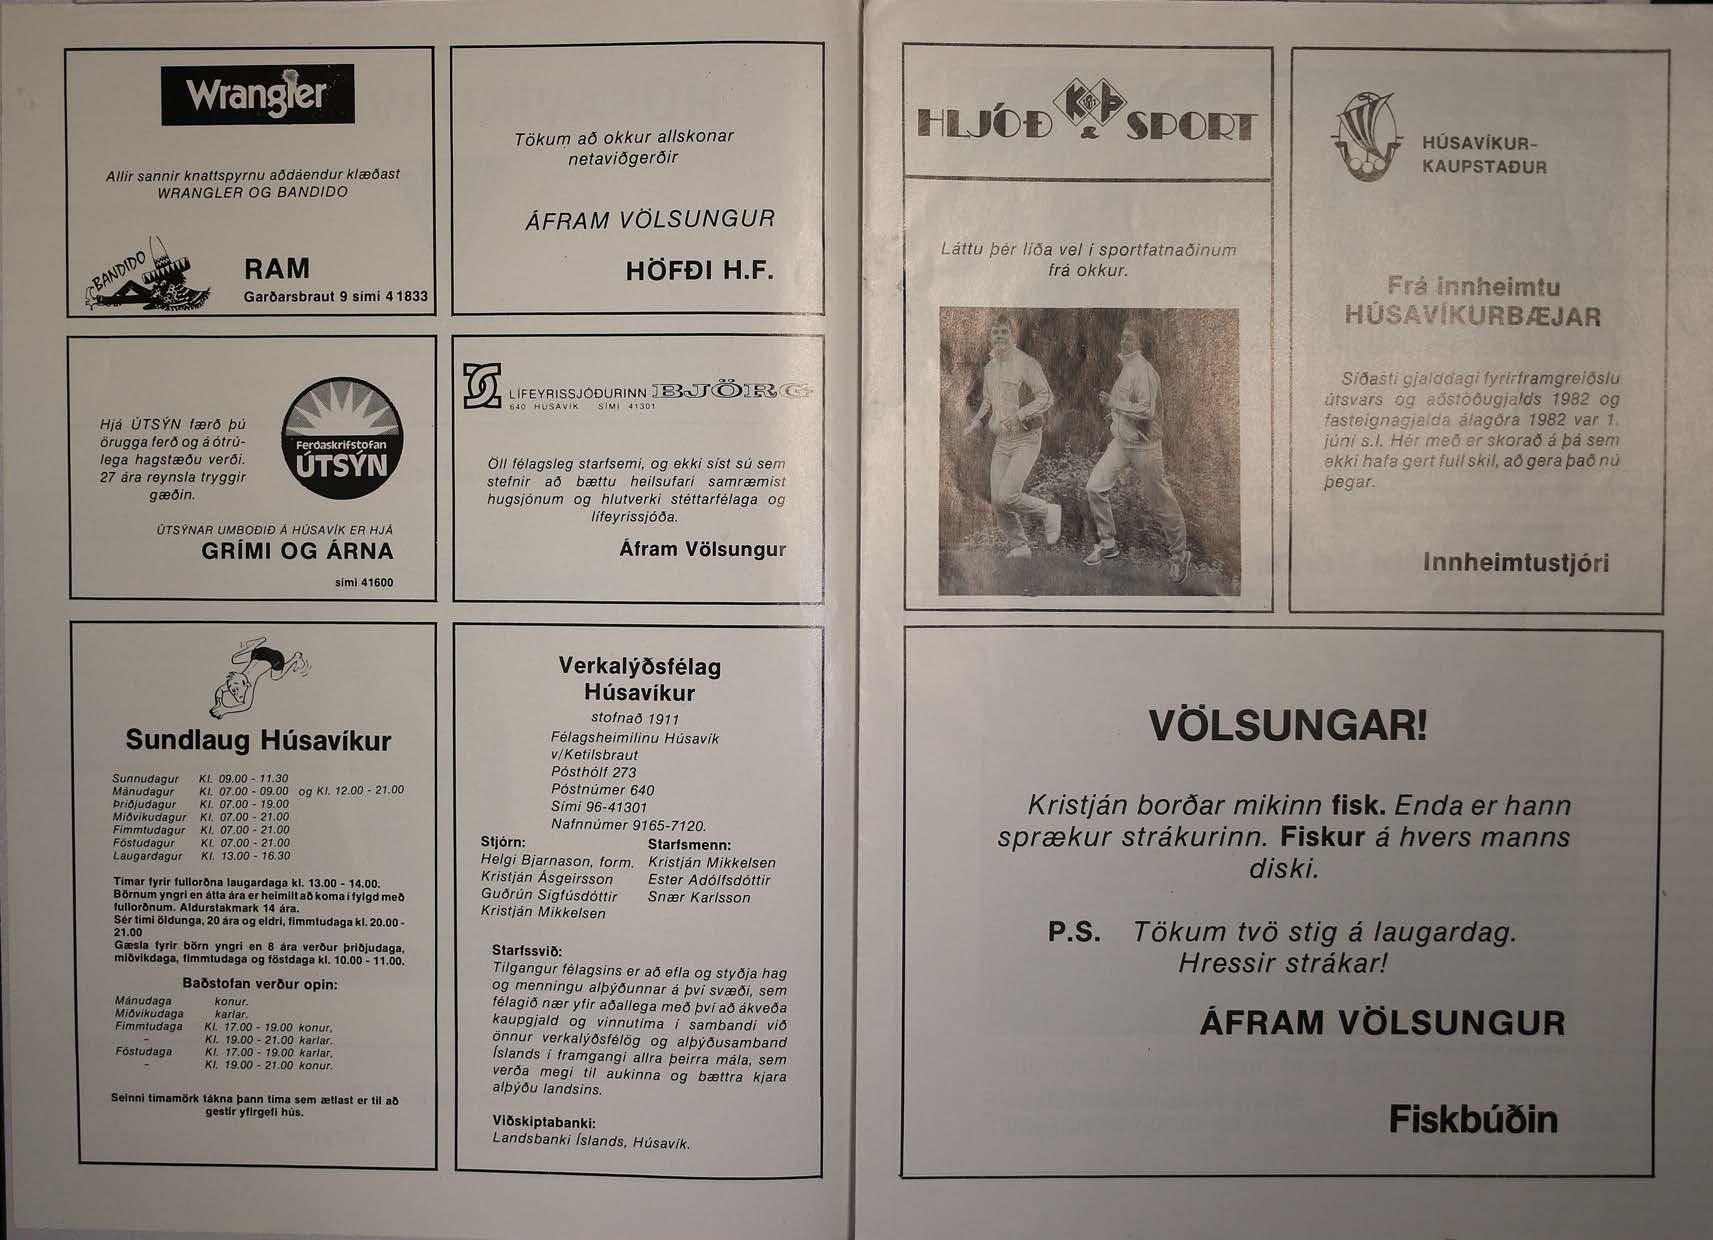 Wrangler
Allir sannir knattspyrnu aðdáendur klæðast
WRANGLER OG BANDIDO
BANDIDO
RAM
Garðarsbraut 9 sími 41833
Tökum að okkur allskonar
netaviðgerðir
ÁFRAM VÖLSUNGUR
HÖFÐI H.F.
Hjá ÚTSÝN færð þú
örugga ferð og á ótrú-
lega hagstæðu verði.
27 ára reynsla tryggir
gæðin.
Ferðaskrifstofan
ÚTSÝN
ÚTSÝNAR UMBOÐIÐ Á HÚSAVÍK ER HJÁ
GRÍMI OG ÁRNA
sími 41600
LÍFEYRISSJÓÐURINN BJÖRG
640 HÚSAVÍK SÍMI 41301
Öll félagsleg starfsemi, og ekki síst sú sem
stefnir að bættu heilsufari samræmist
hugsjónum og hlutverki stéttarfélaga og
lífeyrissjóða.
Áfram Völsungur
Sundlaug Húsavíkur
Sunnudagur Kl. 09.00 - 11.30
Mánudagur Kl. 07.00 - 09.00 og Kl. 12.00 - 21.00
Þriðjudagur Kl. 07.00 - 19.00
Miðvikudagur Kl. 07.00 - 21.00
Fimmtudagur Kl. 07.00 - 21.00
Föstudagur Kl. 07.00 - 21.00
Laugardagur Kl. 13.00 - 16.30
Tímar fyrir fullorðna laugardaga kl. 13.00 - 14.00.
Börnum yngri en átta ára er heimilt að koma í fylgd með
fullorðnum. Aldurstakmark 14 ára.
Sér tími öldunga, 20 ára og eldri, fimmtudaga kl. 20.00 -
21.00
Gæsla fyrir börn yngri en 8 ára verður þriðjudaga,
miðvikdaga, fimmtudaga og föstdaga kl. 10.00 - 11.00.
Baðstofan verður opin:
Mánudaga konur.
Miðvikudaga karlar.
Fimmtudaga Kl. 17.00 - 19.00 konur,
- Kl. 19.00 - 21.00 karlar.
Föstudaga Kl. 17.00 - 19.00 karlar,
- Kl. 19.00 - 21.00 konur.
Seinni tímamörk tákna þann tíma sem ætlast er til að
gestir yfirgefi hús.
Verkalýðsfélag
Húsavíkur
stofnað 1911
Félagsheimilinu Húsavík
v/Ketilsbraut
Pósthólf 273
Póstnúmer 640
Sími 96-41301
Nafnnúmer 9165-7120.
Stjórn: Starfsmenn:
Helgi Bjarnason, form. Kristján Mikkelsen
Kristján Ásgeirsson Ester Adólfsdóttir
Guðrún Sigfúsdóttir Snær Karlsson
Kristján Mikkelsen
Starfssvið:
Tilgangur félagsins er að efla og styðja hag
og menningu alþýðunnar á því svæði, sem
félagið nær yfir aðallega með því að ákveða
kaupgjald og vinnutíma í sambandi við
önnur verkalýðsfélög og alþýðusamband
Íslands í framgangi allra þeirra mála, sem
verða megi til aukinna og bættra kjara
alþýðu landsins.
Viðskiptabanki:
Landsbanki Íslands, Húsavík.
HLJÓÐ & SPORT
K Þ
Láttu þér líða vel í sportfatnaðinum
frá okkur.
HÚSAVÍKUR-
KAUPSTAÐUR
Frá innheimtu
HÚSAVÍKURBÆJAR
Síðasti gjalddagi fyrirframgreiðslu
útsvars og aðstöðugjalds 1982 og
fasteignagjalda álagðra 1982 var 1.
júní s.l. Hér með er skorað á þá sem
ekki hafa gert full skil, að gera það nú
þegar.
Innheimtustjóri
VÖLSUNGAR!
Kristján borðar mikinn fisk. Enda er hann
sprækur strákurinn. Fiskur á hvers manns
diski.
P.S. Tökum tvö stig á laugardag.
Hressir strákar!
ÁFRAM VÖLSUNGUR
Fiskbúðin